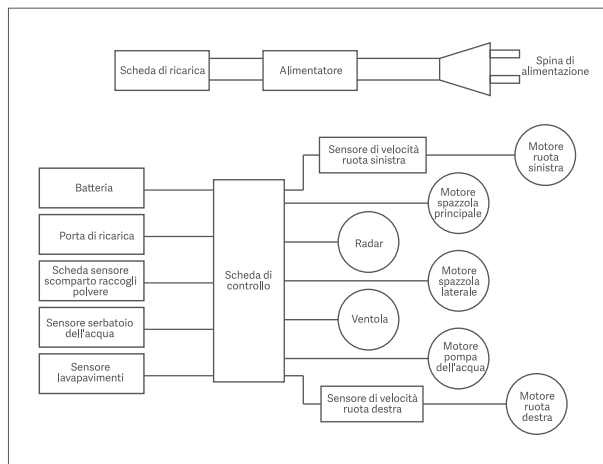 Scheda di ricarica
Alimentatore
Spina di
alimentazione
Sensore di velocità
ruota sinistra
Motore
ruota
sinistra
Batteria
Motore
spazzola
principale
Porta di ricarica
Radar
Scheda sensore
scomparto raccogli
polvere
Scheda di
controllo
Motore
spazzola
laterale
Sensore serbatoio
dell'acqua
Ventola
Sensore
lavapavimenti
Motore
pompa
dell'acqua
Sensore di velocità
ruota destra
Motore
ruota
destra